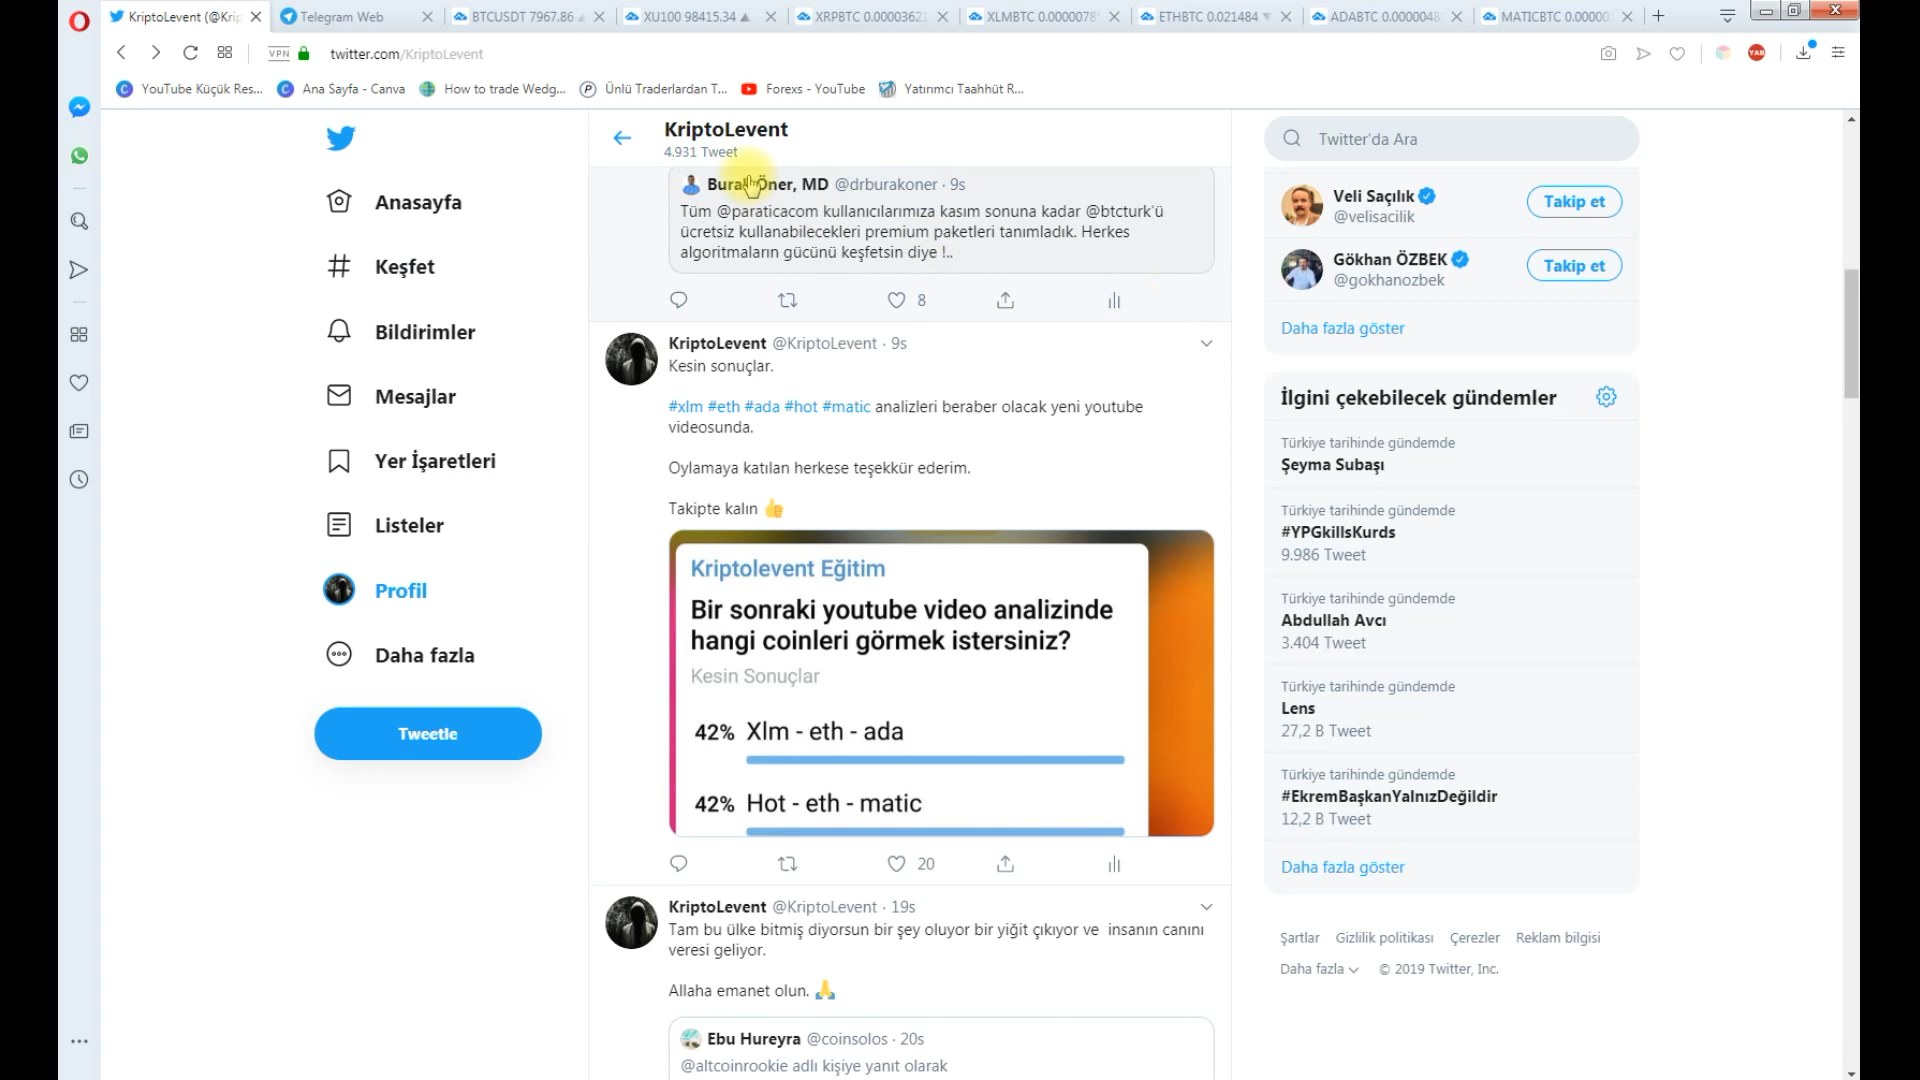 KriptoLevent (@Krip
Telegram Web
BTCUSDT 7967.86
XU100 98415.34
XRPBTC 0.00003621
XLMBTC 0.0000078
ETHBTC 0.021484
ADABTC 0.0000048
MATICBTC 0.00000
VPN
twitter.com/KriptoLevent
YouTube Küçük Res...
Ana Sayfa - Canva
How to trade Wedg...
Ünlü Traderlardan T...
Forexs - YouTube
Yatırımcı Taahhüt R...
Anasayfa
Keşfet
Bildirimler
Mesajlar
Yer İşaretleri
Listeler
Profil
Daha fazla
Tweetle
KriptoLevent
4.931 Tweet
Burak Öner, MD @drburakoner · 9s
Tüm @paraticacom kullanıcılarımıza kasım sonuna kadar @btcturk'ü
ücretsiz kullanabilecekleri premium paketleri tanımladık. Herkes
algoritmaların gücünü keşfetsin diye !..
8
KriptoLevent @KriptoLevent · 9s
Kesin sonuçlar.
#xlm #eth #ada #hot #matic analizleri beraber olacak yeni youtube
videosunda.
Oylamaya katılan herkese teşekkür ederim.
Takipte kalın 👍
Kriptolevent Eğitim
Bir sonraki youtube video analizinde
hangi coinleri görmek istersiniz?
Kesin Sonuçlar
42% Xlm - eth - ada
42% Hot - eth - matic
20
KriptoLevent @KriptoLevent · 19s
Tam bu ülke bitmiş diyorsun bir şey oluyor bir yiğit çıkıyor ve insanın canını
veresi geliyor.
Allaha emanet olun. 🙏
Ebu Hureyra @coinsolos · 20s
@altcoinrookie adlı kişiye yanıt olarak
Twitter'da Ara
Veli Saçılık
@velisacilik
Takip et
Gökhan ÖZBEK
@gokhanozbek
Takip et
Daha fazla göster
İlgini çekebilecek gündemler
Türkiye tarihinde gündemde
Şeyma Subaşı
Türkiye tarihinde gündemde
#YPGkillsKurds
9.986 Tweet
Türkiye tarihinde gündemde
Abdullah Avcı
3.404 Tweet
Türkiye tarihinde gündemde
Lens
27,2 B Tweet
Türkiye tarihinde gündemde
#EkremBaşkanYalnızDeğildir
12,2 B Tweet
Daha fazla göster
Şartlar Gizlilik politikası Çerezler Reklam bilgisi
Daha fazla © 2019 Twitter, Inc.